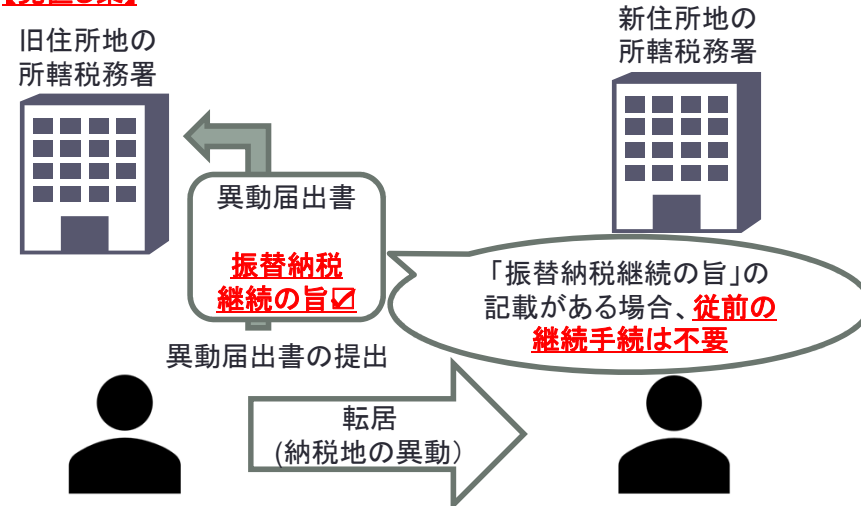 旧住所地の
所轄税務署
新住所地の
所轄税務署
異動届出書
振替納税
継続の旨☑
「振替納税継続の旨」の
記載がある場合、従前の
継続手続は不要
異動届出書の提出
転居
(納税地の異動）